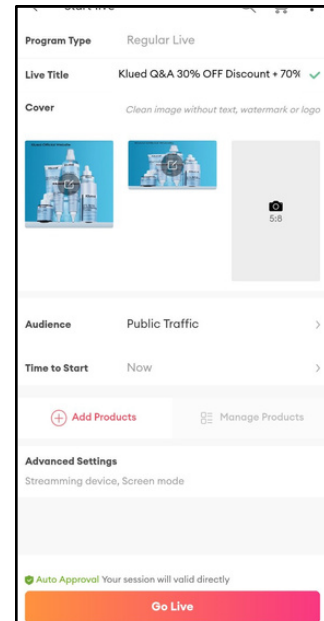 Start live
Program Type Regular Live
Live Title Klued Q&A 30% OFF Discount + 70%
Cover Clean image without text, watermark or logo
5:8
Audience Public Traffic
Time to Start Now
Add Products Manage Products
Advanced Settings
Streamming device, Screen mode
Auto Approval Your session will valid directly
Go Live